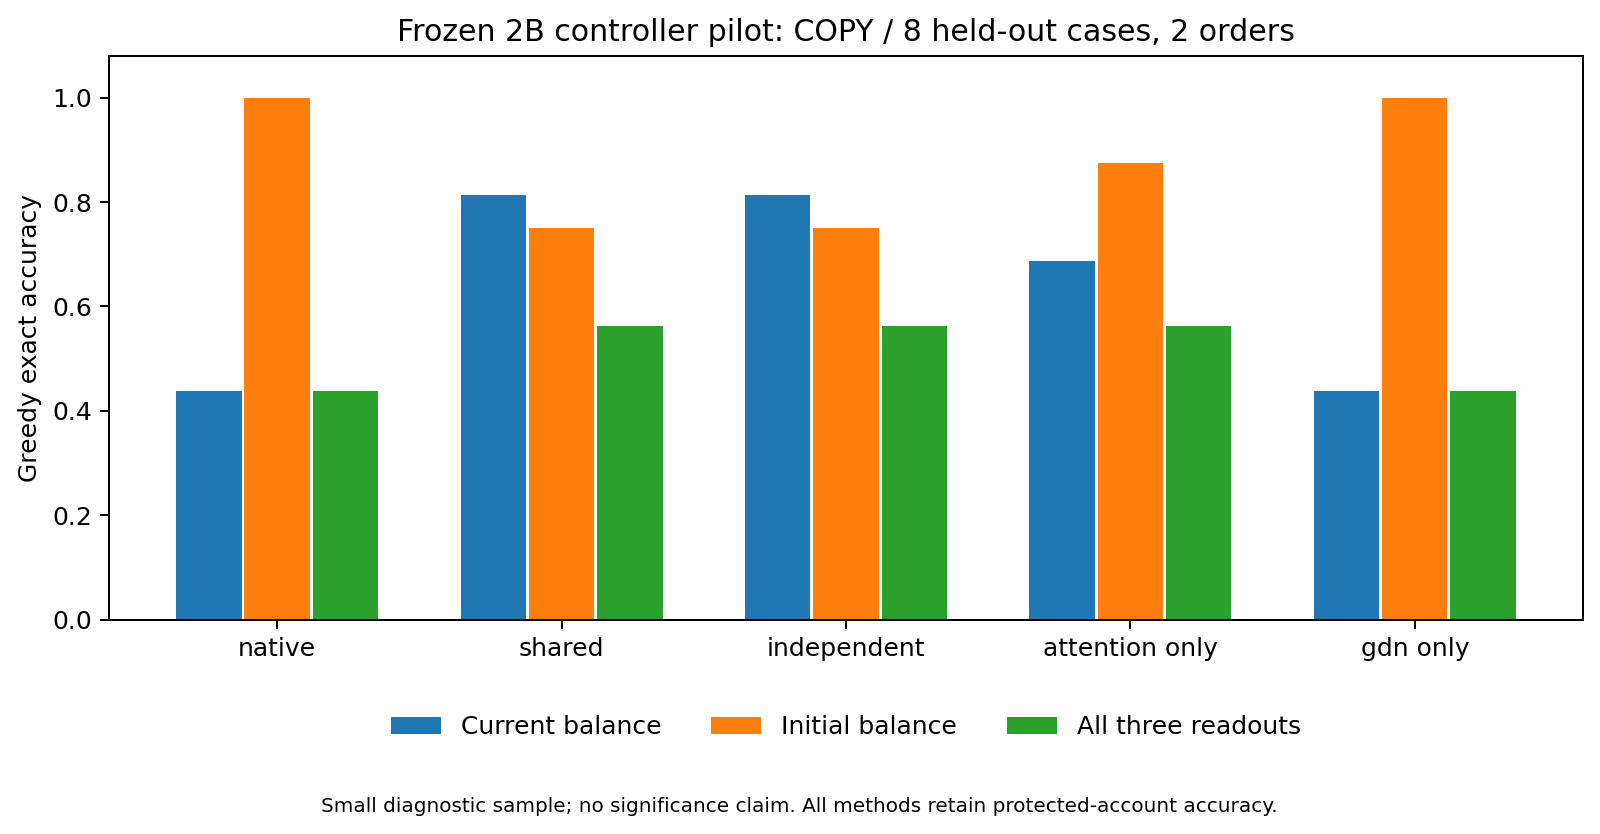 Frozen 2B controller pilot: COPY / 8 held-out cases, 2 orders
Greedy exact accuracy
1.0
0.8
0.6
0.4
0.2
0.0
native shared independent attention only gdn only
Current balance Initial balance All three readouts
Small diagnostic sample; no significance claim. All methods retain protected-account accuracy.